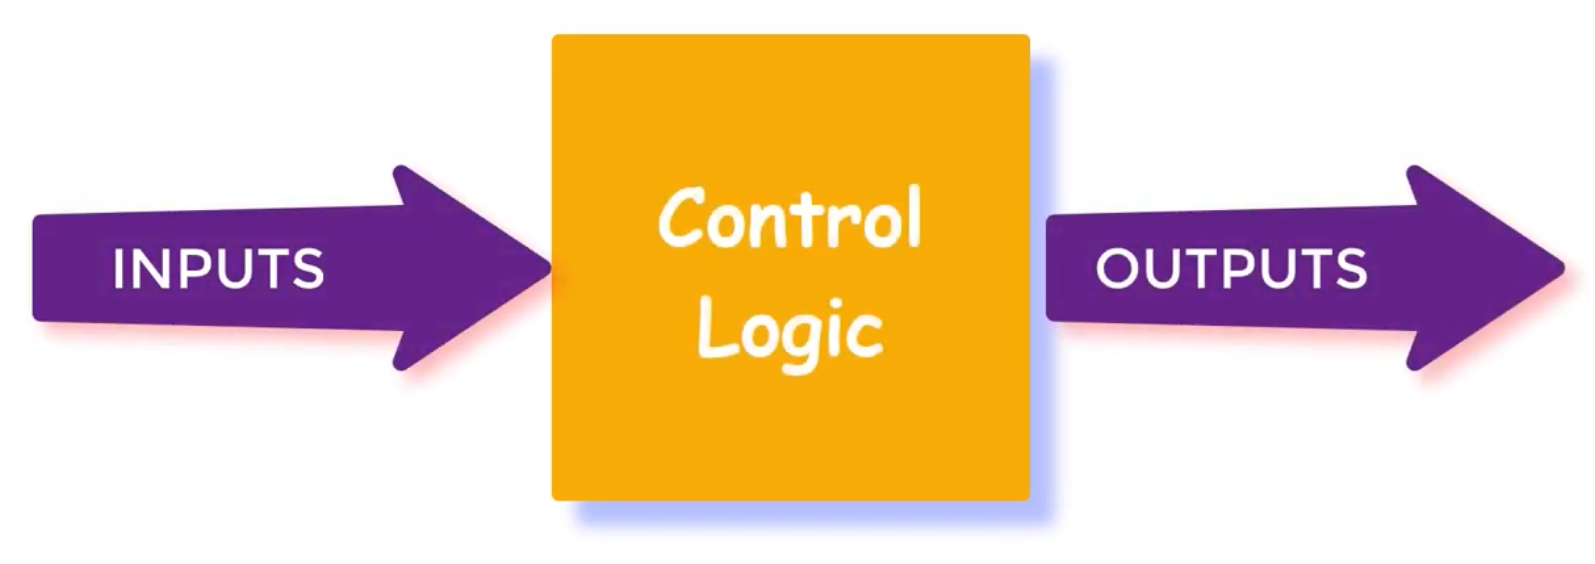 INPUTS
Control
Logic
OUTPUTS